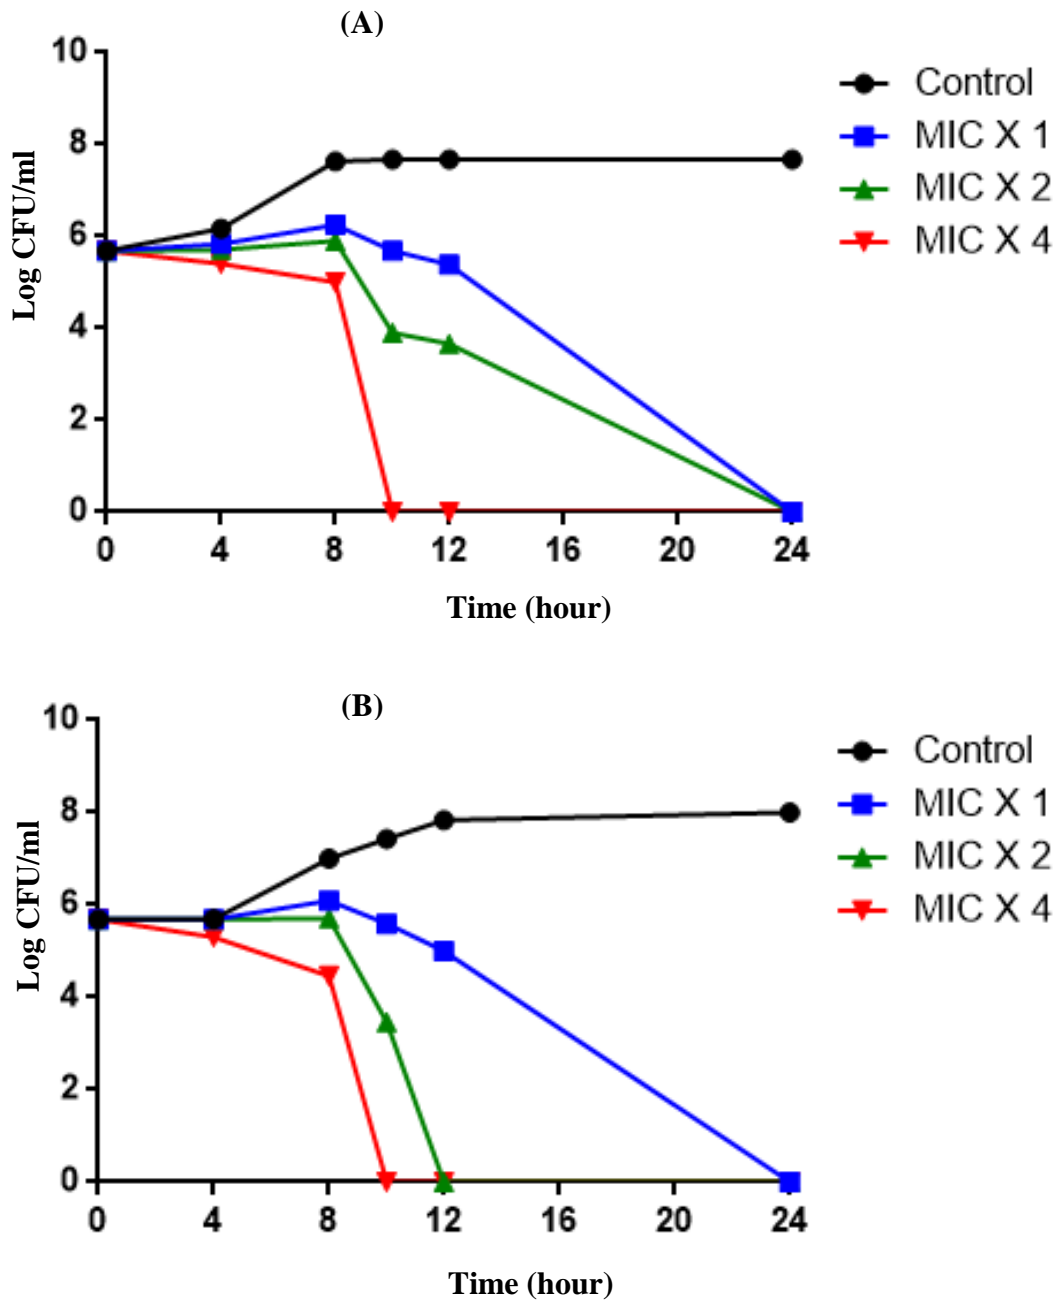 (A)
10
8
6
4
2
0
Log CFU/ml
0 4 8 12 16 20 24
Time (hour)
Control
MIC X 1
MIC X 2
MIC X 4
(B)
10
8
6
4
2
0
Log CFU/ml
0 4 8 12 16 20 24
Time (hour)
Control
MIC X 1
MIC X 2
MIC X 4